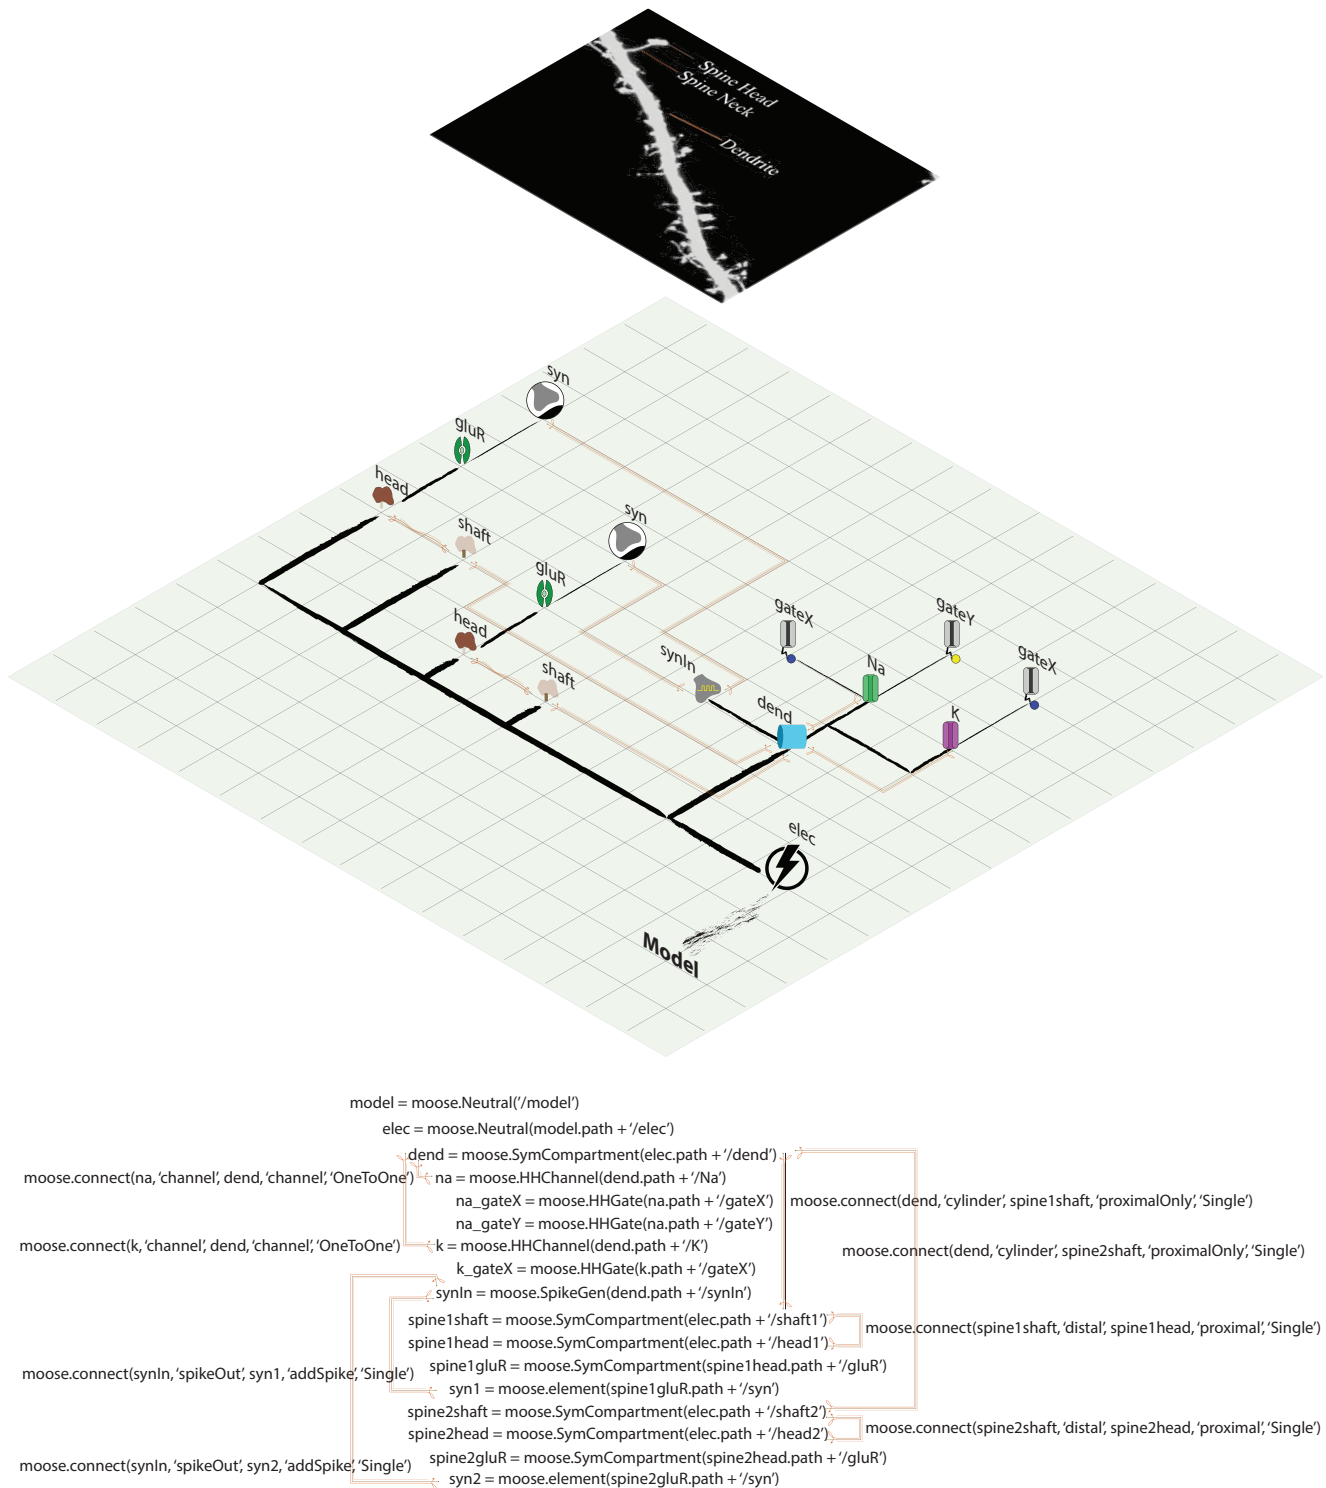 Spine Head
Spine Neck
Dendrite
syn
gluR
head
shaft
syn
gluR
head
shaft
synIn
dend
gateX
Na
gateY
gateX
k
elec
Model
model = moose.Neutral(‘/model’)
elec = moose.Neutral(model.path + ‘/elec’)
dend = moose.SymCompartment(elec.path + ‘/dend’)
moose.connect(na, ‘channel’, dend, ‘channel’, ‘OneToOne’)
na = moose.HHChannel(dend.path + ‘/Na’)
na_gateX = moose.HHGate(na.path + ‘/gateX’)
moose.connect(dend, ‘cylinder’, spine1shaft, ‘proximalOnly’, ‘Single’)
na_gateY = moose.HHGate(na.path + ‘/gateY’)
moose.connect(k, ‘channel’, dend, ‘channel’, ‘OneToOne’)
k = moose.HHChannel(dend.path + ‘/K’)
moose.connect(dend, ‘cylinder’, spine2shaft, ‘proximalOnly’, ‘Single’)
k_gateX = moose.HHGate(k.path + ‘/gateX’)
synIn = moose.SpikeGen(dend.path + ‘/synIn’)
spine1shaft = moose.SymCompartment(elec.path + ‘/shaft1’)
moose.connect(spine1shaft, ‘distal’, spine1head, ‘proximal’, ‘Single’)
spine1head = moose.SymCompartment(elec.path + ‘/head1’)
spine1gluR = moose.SymCompartment(spine1head.path + ‘/gluR’)
moose.connect(synIn, ‘spikeOut’, syn1, ‘addSpike’, ‘Single’)
syn1 = moose.element(spine1gluR.path + ‘/syn’)
spine2shaft = moose.SymCompartment(elec.path + ‘/shaft2’)
moose.connect(spine2shaft, ‘distal’, spine2head, ‘proximal’, ‘Single’)
spine2head = moose.SymCompartment(elec.path + ‘/head2’)
spine2gluR = moose.SymCompartment(spine2head.path + ‘/gluR’)
moose.connect(synIn, ‘spikeOut’, syn2, ‘addSpike’, ‘Single’)
syn2 = moose.element(spine2gluR.path + ‘/syn’)